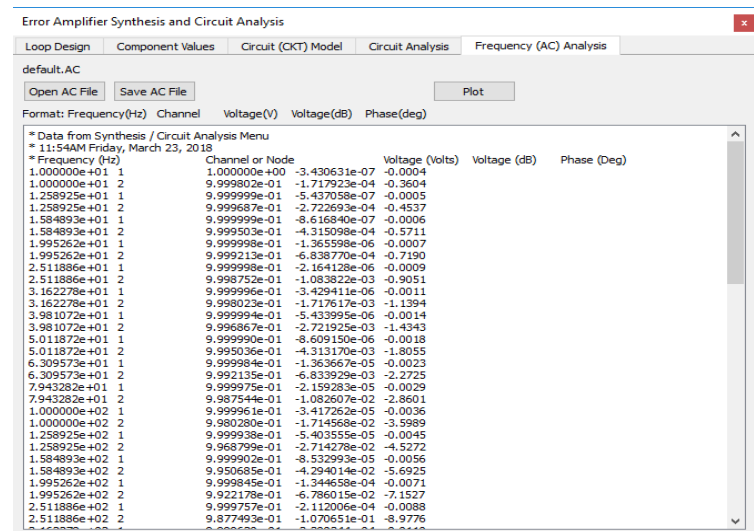 Error Amplifier Synthesis and Circuit Analysis
x
Loop Design Component Values Circuit (CKT) Model Circuit Analysis Frequency (AC) Analysis
default.AC
Open AC File Save AC File Plot
Format: Frequency(Hz) Channel Voltage(V) Voltage(dB) Phase(deg)
* Data from Synthesis / Circuit Analysis Menu
* 11:54AM Friday, March 23, 2018
* Frequency (Hz) Channel or Node Voltage (Volts) Voltage (dB) Phase (Deg)
1.000000e+01 1 1.000000e+00 -3.430631e-07 -0.0004
1.000000e+01 2 9.999802e-01 -1.717923e-04 -0.3604
1.258925e+01 1 9.999999e-01 -5.437058e-07 -0.0005
1.258925e+01 2 9.999687e-01 -2.722693e-04 -0.4537
1.584893e+01 1 9.999999e-01 -8.616840e-07 -0.0006
1.584893e+01 2 9.999503e-01 -4.315098e-04 -0.5711
1.995262e+01 1 9.999998e-01 -1.365598e-06 -0.0007
1.995262e+01 2 9.999213e-01 -6.838770e-04 -0.7190
2.511886e+01 1 9.999998e-01 -2.164128e-06 -0.0009
2.511886e+01 2 9.998752e-01 -1.083822e-03 -0.9051
3.162278e+01 1 9.999996e-01 -3.429411e-06 -0.0011
3.162278e+01 2 9.998023e-01 -1.717617e-03 -1.1394
3.981072e+01 1 9.999994e-01 -5.433995e-06 -0.0014
3.981072e+01 2 9.996867e-01 -2.721925e-03 -1.4343
5.011872e+01 1 9.999990e-01 -8.609150e-06 -0.0018
5.011872e+01 2 9.995036e-01 -4.313170e-03 -1.8055
6.309573e+01 1 9.999984e-01 -1.363667e-05 -0.0023
6.309573e+01 2 9.992135e-01 -6.833929e-03 -2.2725
7.943282e+01 1 9.999975e-01 -2.159283e-05 -0.0029
7.943282e+01 2 9.987544e-01 -1.082607e-02 -2.8601
1.000000e+02 1 9.999961e-01 -3.417262e-05 -0.0036
1.000000e+02 2 9.980280e-01 -1.714568e-02 -3.5989
1.258925e+02 1 9.999938e-01 -5.403555e-05 -0.0045
1.258925e+02 2 9.968799e-01 -2.714278e-02 -4.5272
1.584893e+02 1 9.999902e-01 -8.532993e-05 -0.0056
1.584893e+02 2 9.950685e-01 -4.294014e-02 -5.6925
1.995262e+02 1 9.999845e-01 -1.344658e-04 -0.0071
1.995262e+02 2 9.922178e-01 -6.786015e-02 -7.1527
2.511886e+02 1 9.999757e-01 -2.112006e-04 -0.0088
2.511886e+02 2 9.877493e-01 -1.070651e-01 -8.9776